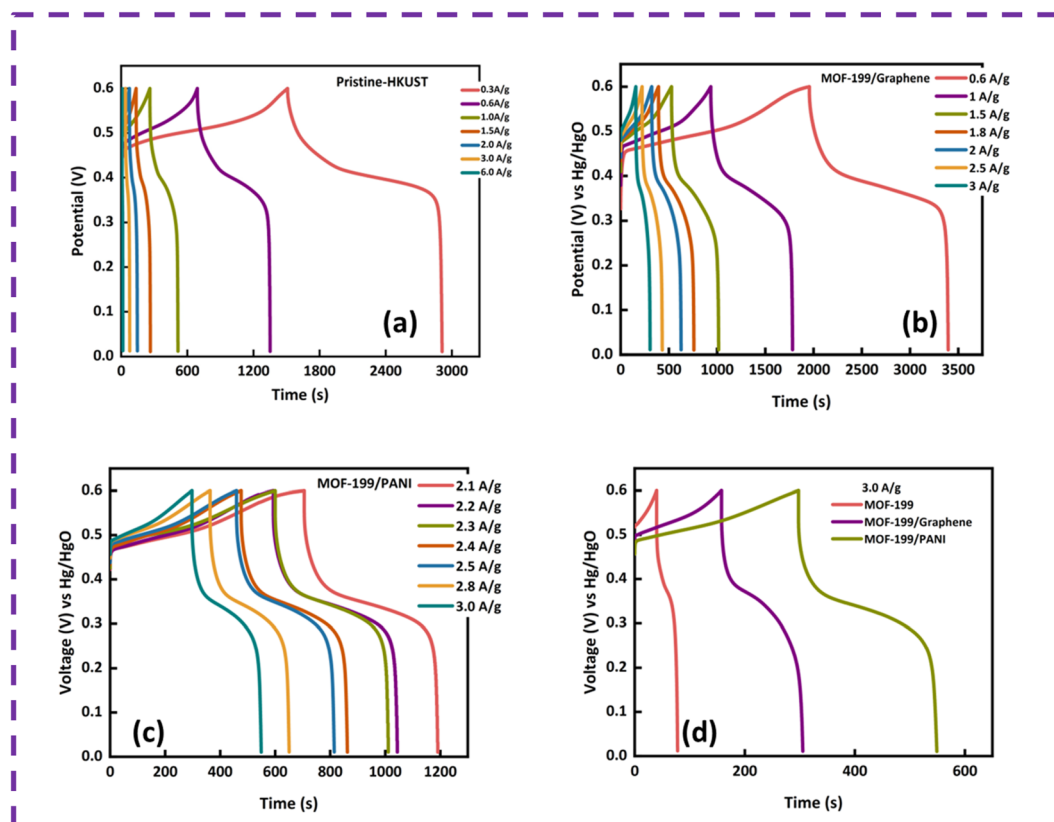 Pristine-HKUST
0.3A/g
0.6A/g
1.0A/g
1.5A/g
2.0 A/g
3.0 A/g
6.0 A/g
0.6
0.5
0.4
0.3
0.2
0.1
0.0
Potential (V)
(a)
0 600 1200 1800 2400 3000
Time (s)
MOF-199/Graphene
0.6 A/g
1 A/g
1.5 A/g
1.8 A/g
2 A/g
2.5 A/g
3 A/g
0.6
0.5
0.4
0.3
0.2
0.1
0.0
Potential (V) vs Hg/HgO
(b)
0 500 1000 1500 2000 2500 3000 3500
Time (s)
MOF-199/PANI
2.1 A/g
2.2 A/g
2.3 A/g
2.4 A/g
2.5 A/g
2.8 A/g
3.0 A/g
0.6
0.5
0.4
0.3
0.2
0.1
0.0
Voltage (V) vs Hg/HgO
(c)
0 200 400 600 800 1000 1200
Time (s)
3.0 A/g
MOF-199
MOF-199/Graphene
MOF-199/PANI
0.6
0.5
0.4
0.3
0.2
0.1
0.0
Voltage (V) vs Hg/HgO
(d)
0 200 400 600
Time (s)